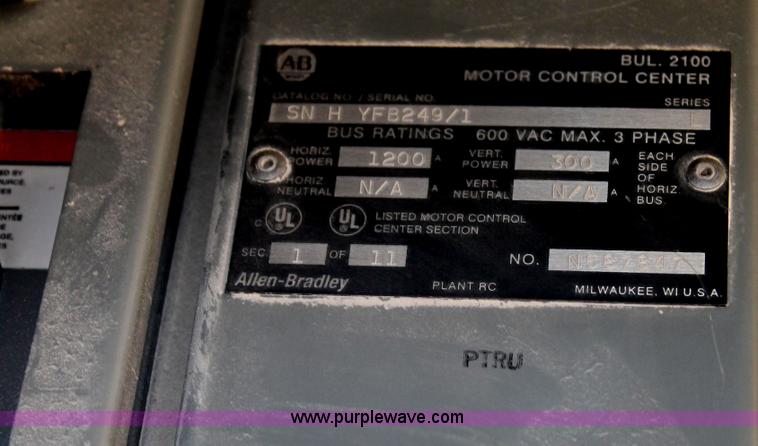 AB
BUL. 2100
MOTOR CONTROL CENTER
CATALOG NO. / SERIAL NO.
SERIES
SN H YFB249/1
L
BUS RATINGS 600 VAC MAX. 3 PHASE
HORIZ. POWER 1200 A VERT. POWER 300 A EACH SIDE OF HORIZ. BUS.
HORIZ. NEUTRAL N/A A VERT. NEUTRAL N/A A
C UL UL LISTED MOTOR CONTROL
CENTER SECTION
SEC. 1 OF 11 NO.
Allen-Bradley PLANT RC MILWAUKEE, WI U.S.A.
PTRU
www.purplewave.com